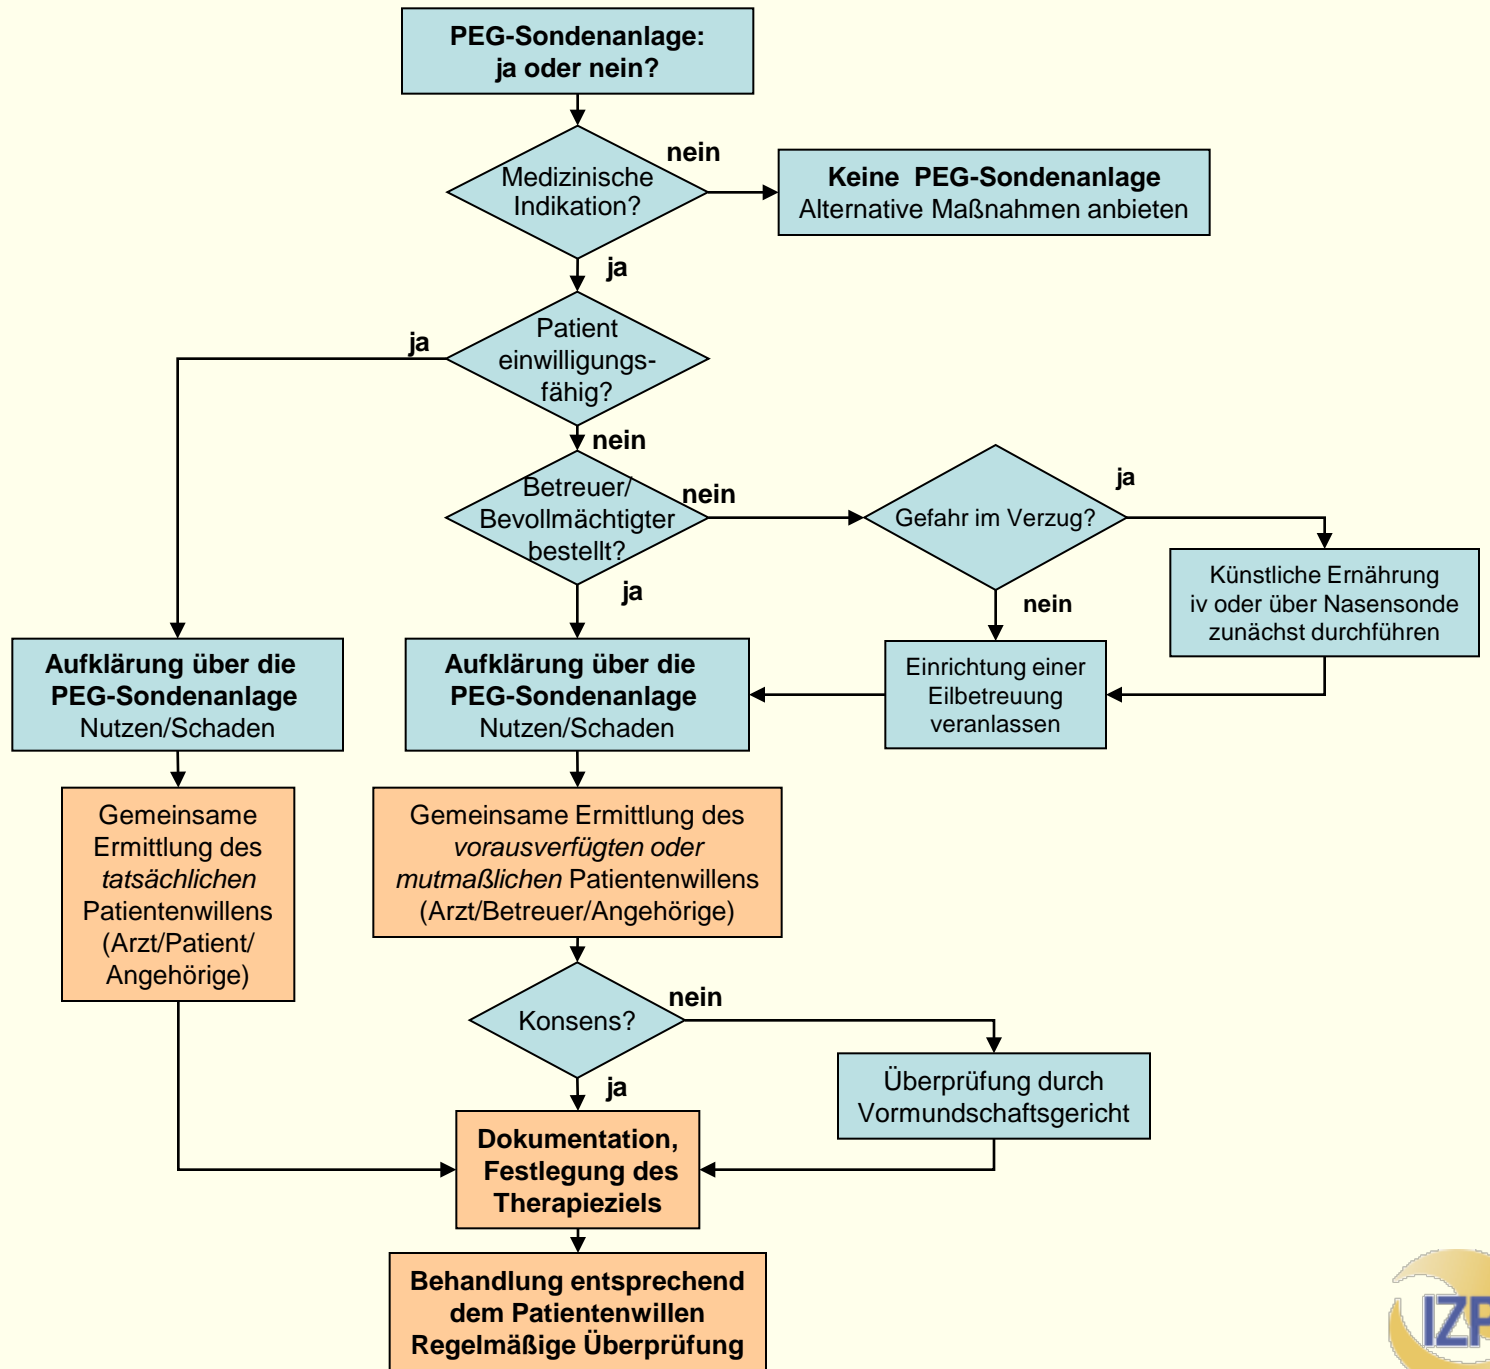 PEG-Sondenanlage:
ja oder nein?
Medizinische
Indikation?
nein
Keine PEG-Sondenanlage
Alternative Maßnahmen anbieten
ja
Patient
einwilligungs-
fähig?
ja
nein
Betreuer/
Bevollmächtigter
bestellt?
nein
Gefahr im Verzug?
ja
Künstliche Ernährung
iv oder über Nasensonde
zunächst durchführen
nein
Einrichtung einer
Eilbetreuung
veranlassen
ja
Aufklärung über die
PEG-Sondenanlage
Nutzen/Schaden
Aufklärung über die
PEG-Sondenanlage
Nutzen/Schaden
Gemeinsame
Ermittlung des
tatsächlichen
Patientenwillens
(Arzt/Patient/
Angehörige)
Gemeinsame Ermittlung des
vorausverfügten oder
mutmaßlichen Patientenwillens
(Arzt/Betreuer/Angehörige)
Konsens?
nein
Überprüfung durch
Vormundschaftsgericht
ja
Dokumentation,
Festlegung des
Therapieziels
Behandlung entsprechend
dem Patientenwillen
Regelmäßige Überprüfung
IZP